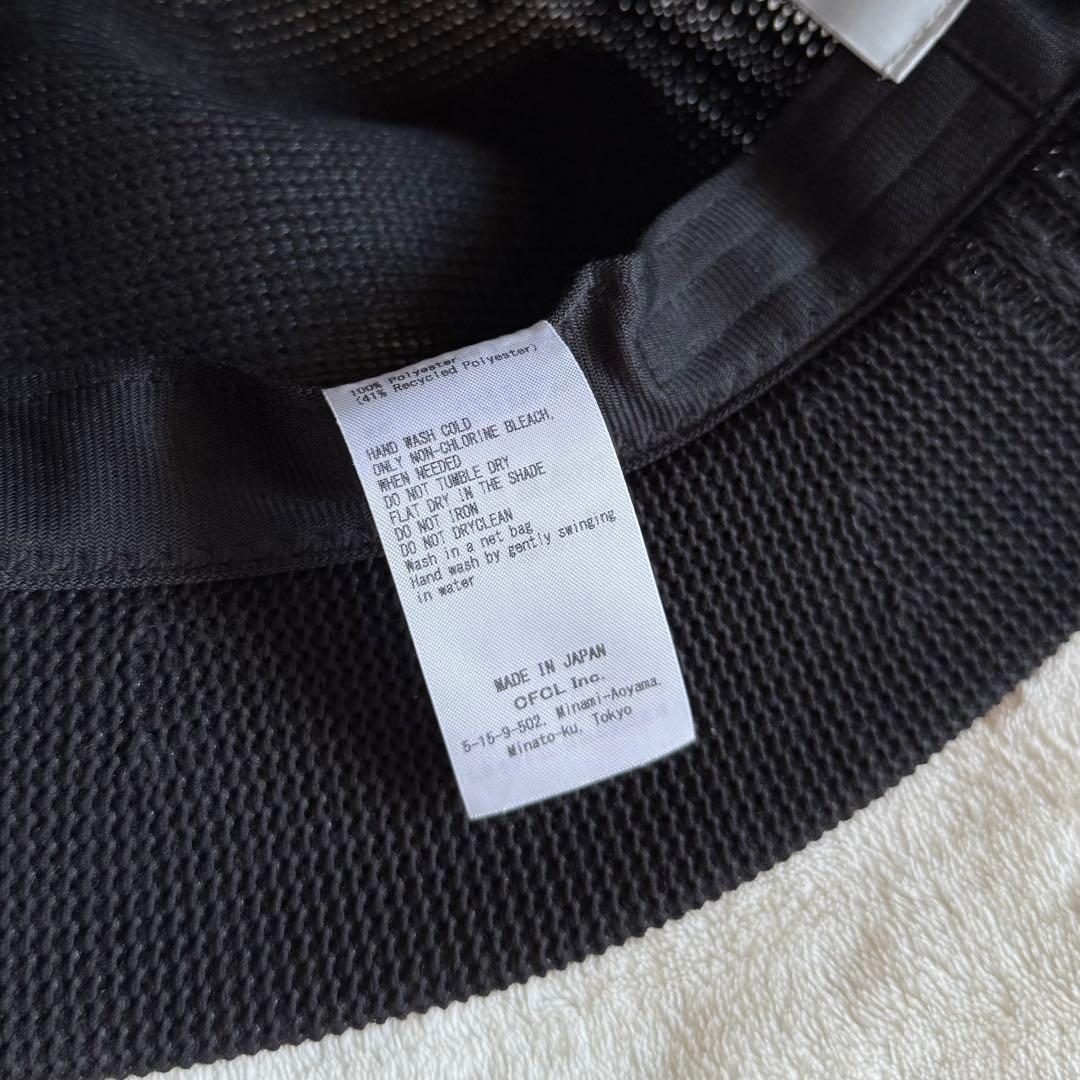 100% Polyester
(41% Recycled Polyester)
HAND WASH COLD
ONLY NON-CHLORINE BLEACH,
WHEN NEEDED
DO NOT TUMBLE DRY
FLAT DRY IN THE SHADE
DO NOT IRON
DO NOT DRYCLEAN
Wash in a net bag
Hand wash by gently swinging
in water
MADE IN JAPAN
CFCL Inc.
5-15-9-502, Minami-Aoyama,
Minato-ku, Tokyo